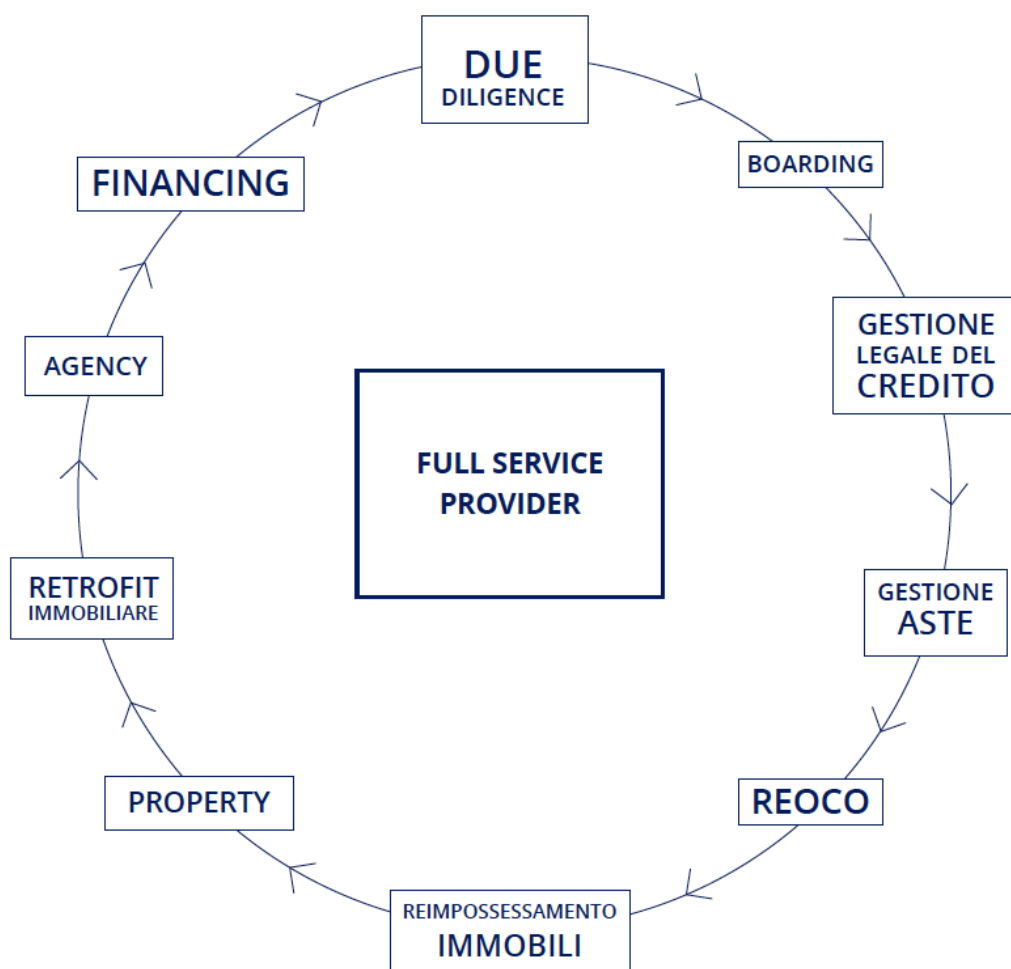 DUE
DILIGENCE
BOARDING
GESTIONE
LEGALE DEL
CREDITO
GESTIONE
ASTE
REOCO
REIMPOSSESSAMENTO
IMMOBILI
PROPERTY
RETROFIT
IMMOBILIARE
AGENCY
FINANCING
FULL SERVICE
PROVIDER